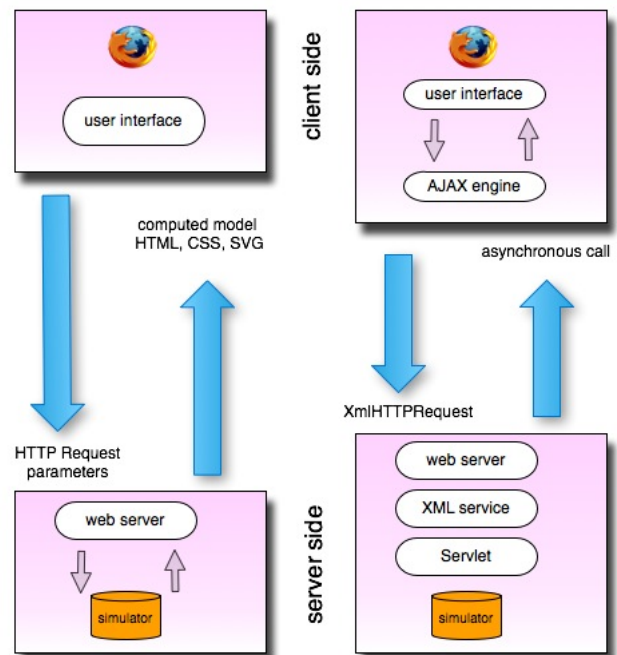 user interface
computed model
HTML, CSS, SVG
HTTP Request
parameters
web server
simulator
client side
server side
user interface
AJAX engine
asynchronous call
XmlHTTPRequest
web server
XML service
Servlet
simulator